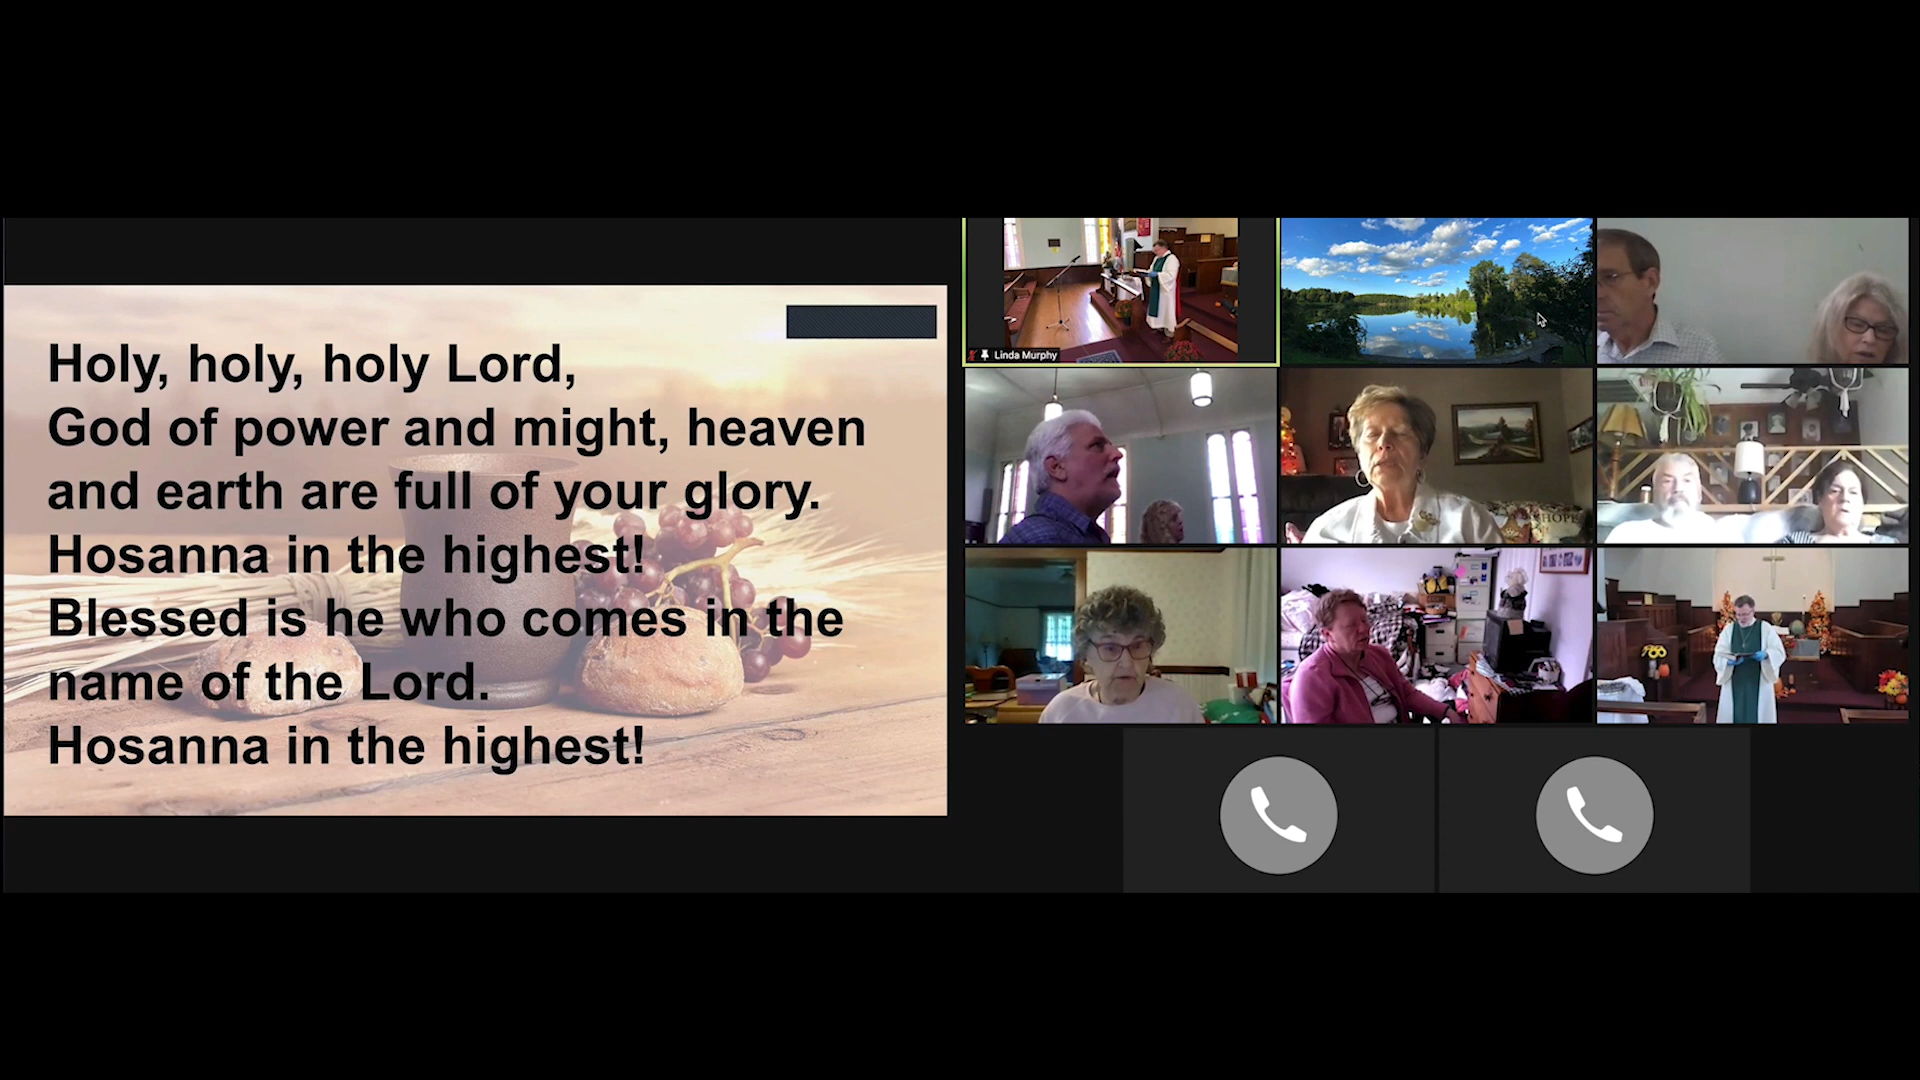 Holy, holy, holy Lord,
God of power and might, heaven
and earth are full of your glory.
Hosanna in the highest!
Blessed is he who comes in the
name of the Lord.
Hosanna in the highest!
Linda Murphy
HOPE